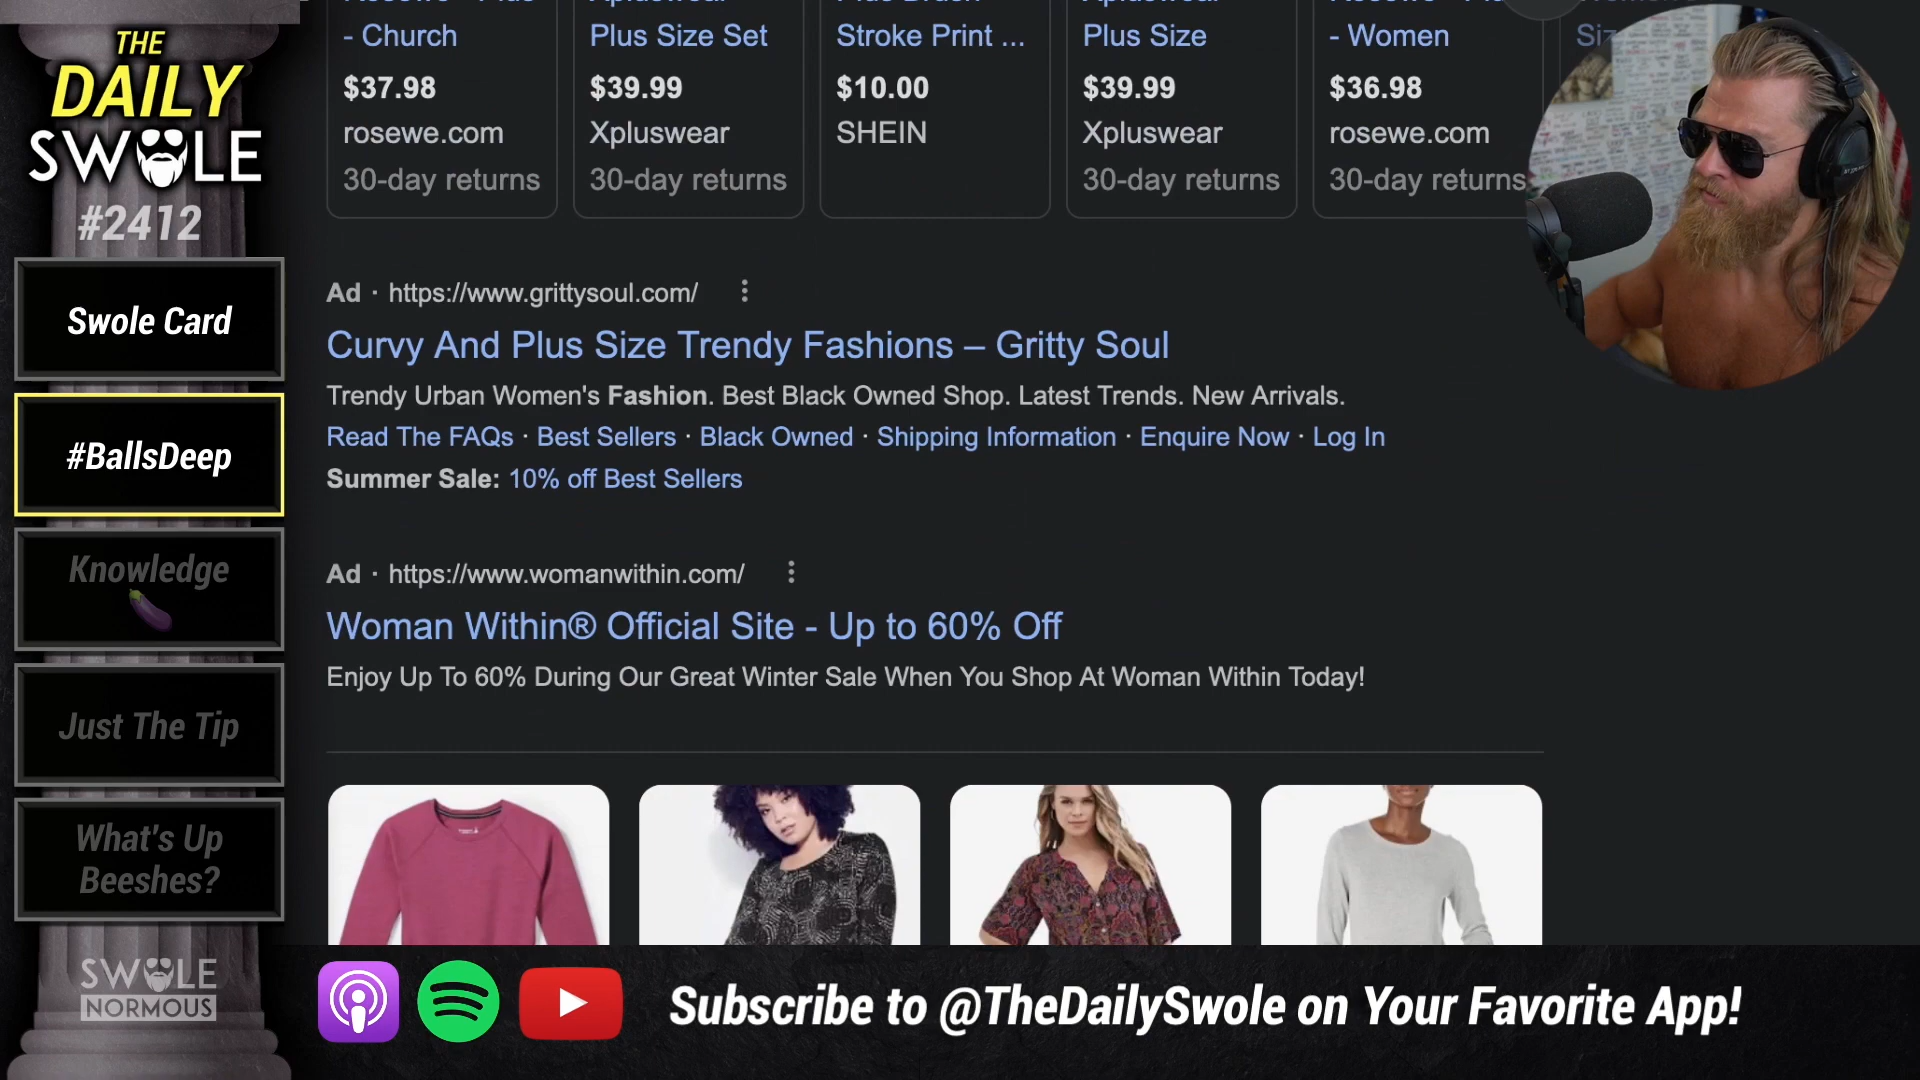 THE
DAILY
SWOLE
#2412
Swole Card
#BallsDeep
Knowledge
Just The Tip
What's Up
Beeshes?
SWOLE
NORMOUS
- Church
$37.98
rosewe.com
30-day returns
Plus Size Set
$39.99
Xpluswear
30-day returns
Stroke Print ...
$10.00
SHEIN
Plus Size
$39.99
Xpluswear
30-day returns
- Women
$36.98
rosewe.com
30-day returns
Ad · https://www.grittysoul.com/
Curvy And Plus Size Trendy Fashions – Gritty Soul
Trendy Urban Women's Fashion. Best Black Owned Shop. Latest Trends. New Arrivals.
Read The FAQs · Best Sellers · Black Owned · Shipping Information · Enquire Now · Log In
Summer Sale: 10% off Best Sellers
Ad · https://www.womanwithin.com/
Woman Within® Official Site - Up to 60% Off
Enjoy Up To 60% During Our Great Winter Sale When You Shop At Woman Within Today!
Subscribe to @TheDailySwole on Your Favorite App!